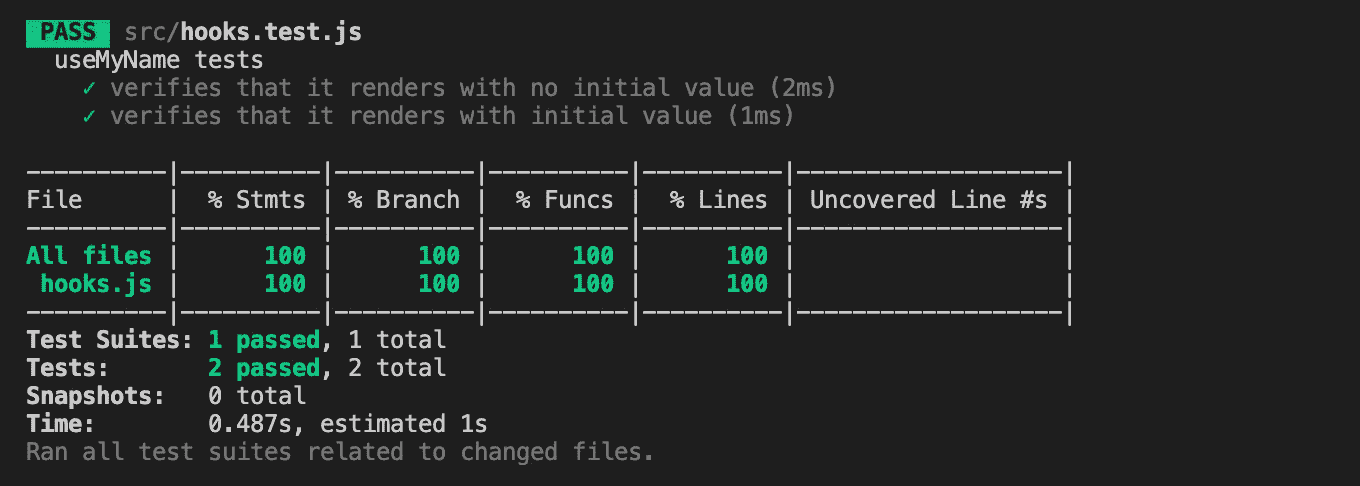 PASS src/hooks.test.js
useMyName tests
✓ verifies that it renders with no initial value (2ms)
✓ verifies that it renders with initial value (1ms)
----------|----------|----------|----------|----------|-------------------|
File      |  % Stmts | % Branch |  % Funcs |  % Lines | Uncovered Line #s |
----------|----------|----------|----------|----------|-------------------|
All files |      100 |      100 |      100 |      100 |                   |
 hooks.js |      100 |      100 |      100 |      100 |                   |
----------|----------|----------|----------|----------|-------------------|
Test Suites: 1 passed, 1 total
Tests:       2 passed, 2 total
Snapshots:   0 total
Time:        0.487s, estimated 1s
Ran all test suites related to changed files.